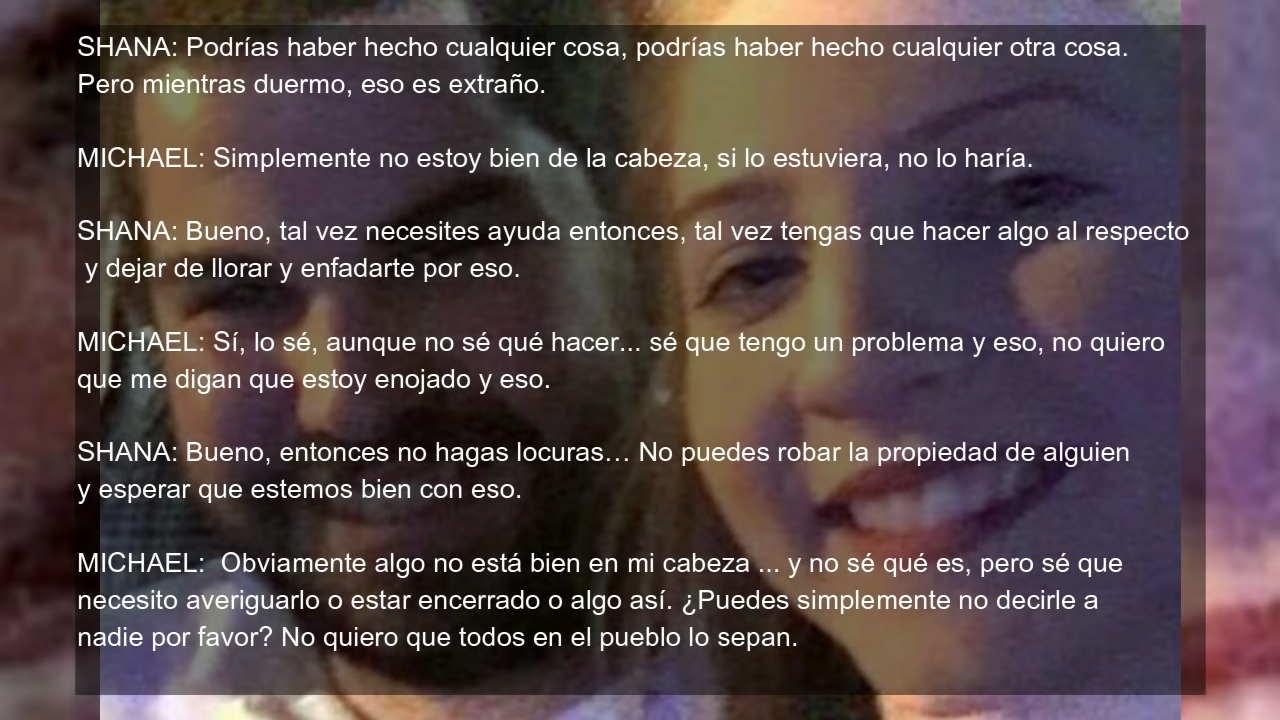 SHANA: Podrías haber hecho cualquier cosa, podrías haber hecho cualquier otra cosa.
Pero mientras duermo, eso es extraño.
MICHAEL: Simplemente no estoy bien de la cabeza, si lo estuviera, no lo haría.
SHANA: Bueno, tal vez necesites ayuda entonces, tal vez tengas que hacer algo al respecto
y dejar de llorar y enfadarte por eso.
MICHAEL: Sí, lo sé, aunque no sé qué hacer... sé que tengo un problema y eso, no quiero
que me digan que estoy enojado y eso.
SHANA: Bueno, entonces no hagas locuras… No puedes robar la propiedad de alguien
y esperar que estemos bien con eso.
MICHAEL:  Obviamente algo no está bien en mi cabeza ... y no sé qué es, pero sé que
necesito averiguarlo o estar encerrado o algo así. ¿Puedes simplemente no decirle a
nadie por favor? No quiero que todos en el pueblo lo sepan.